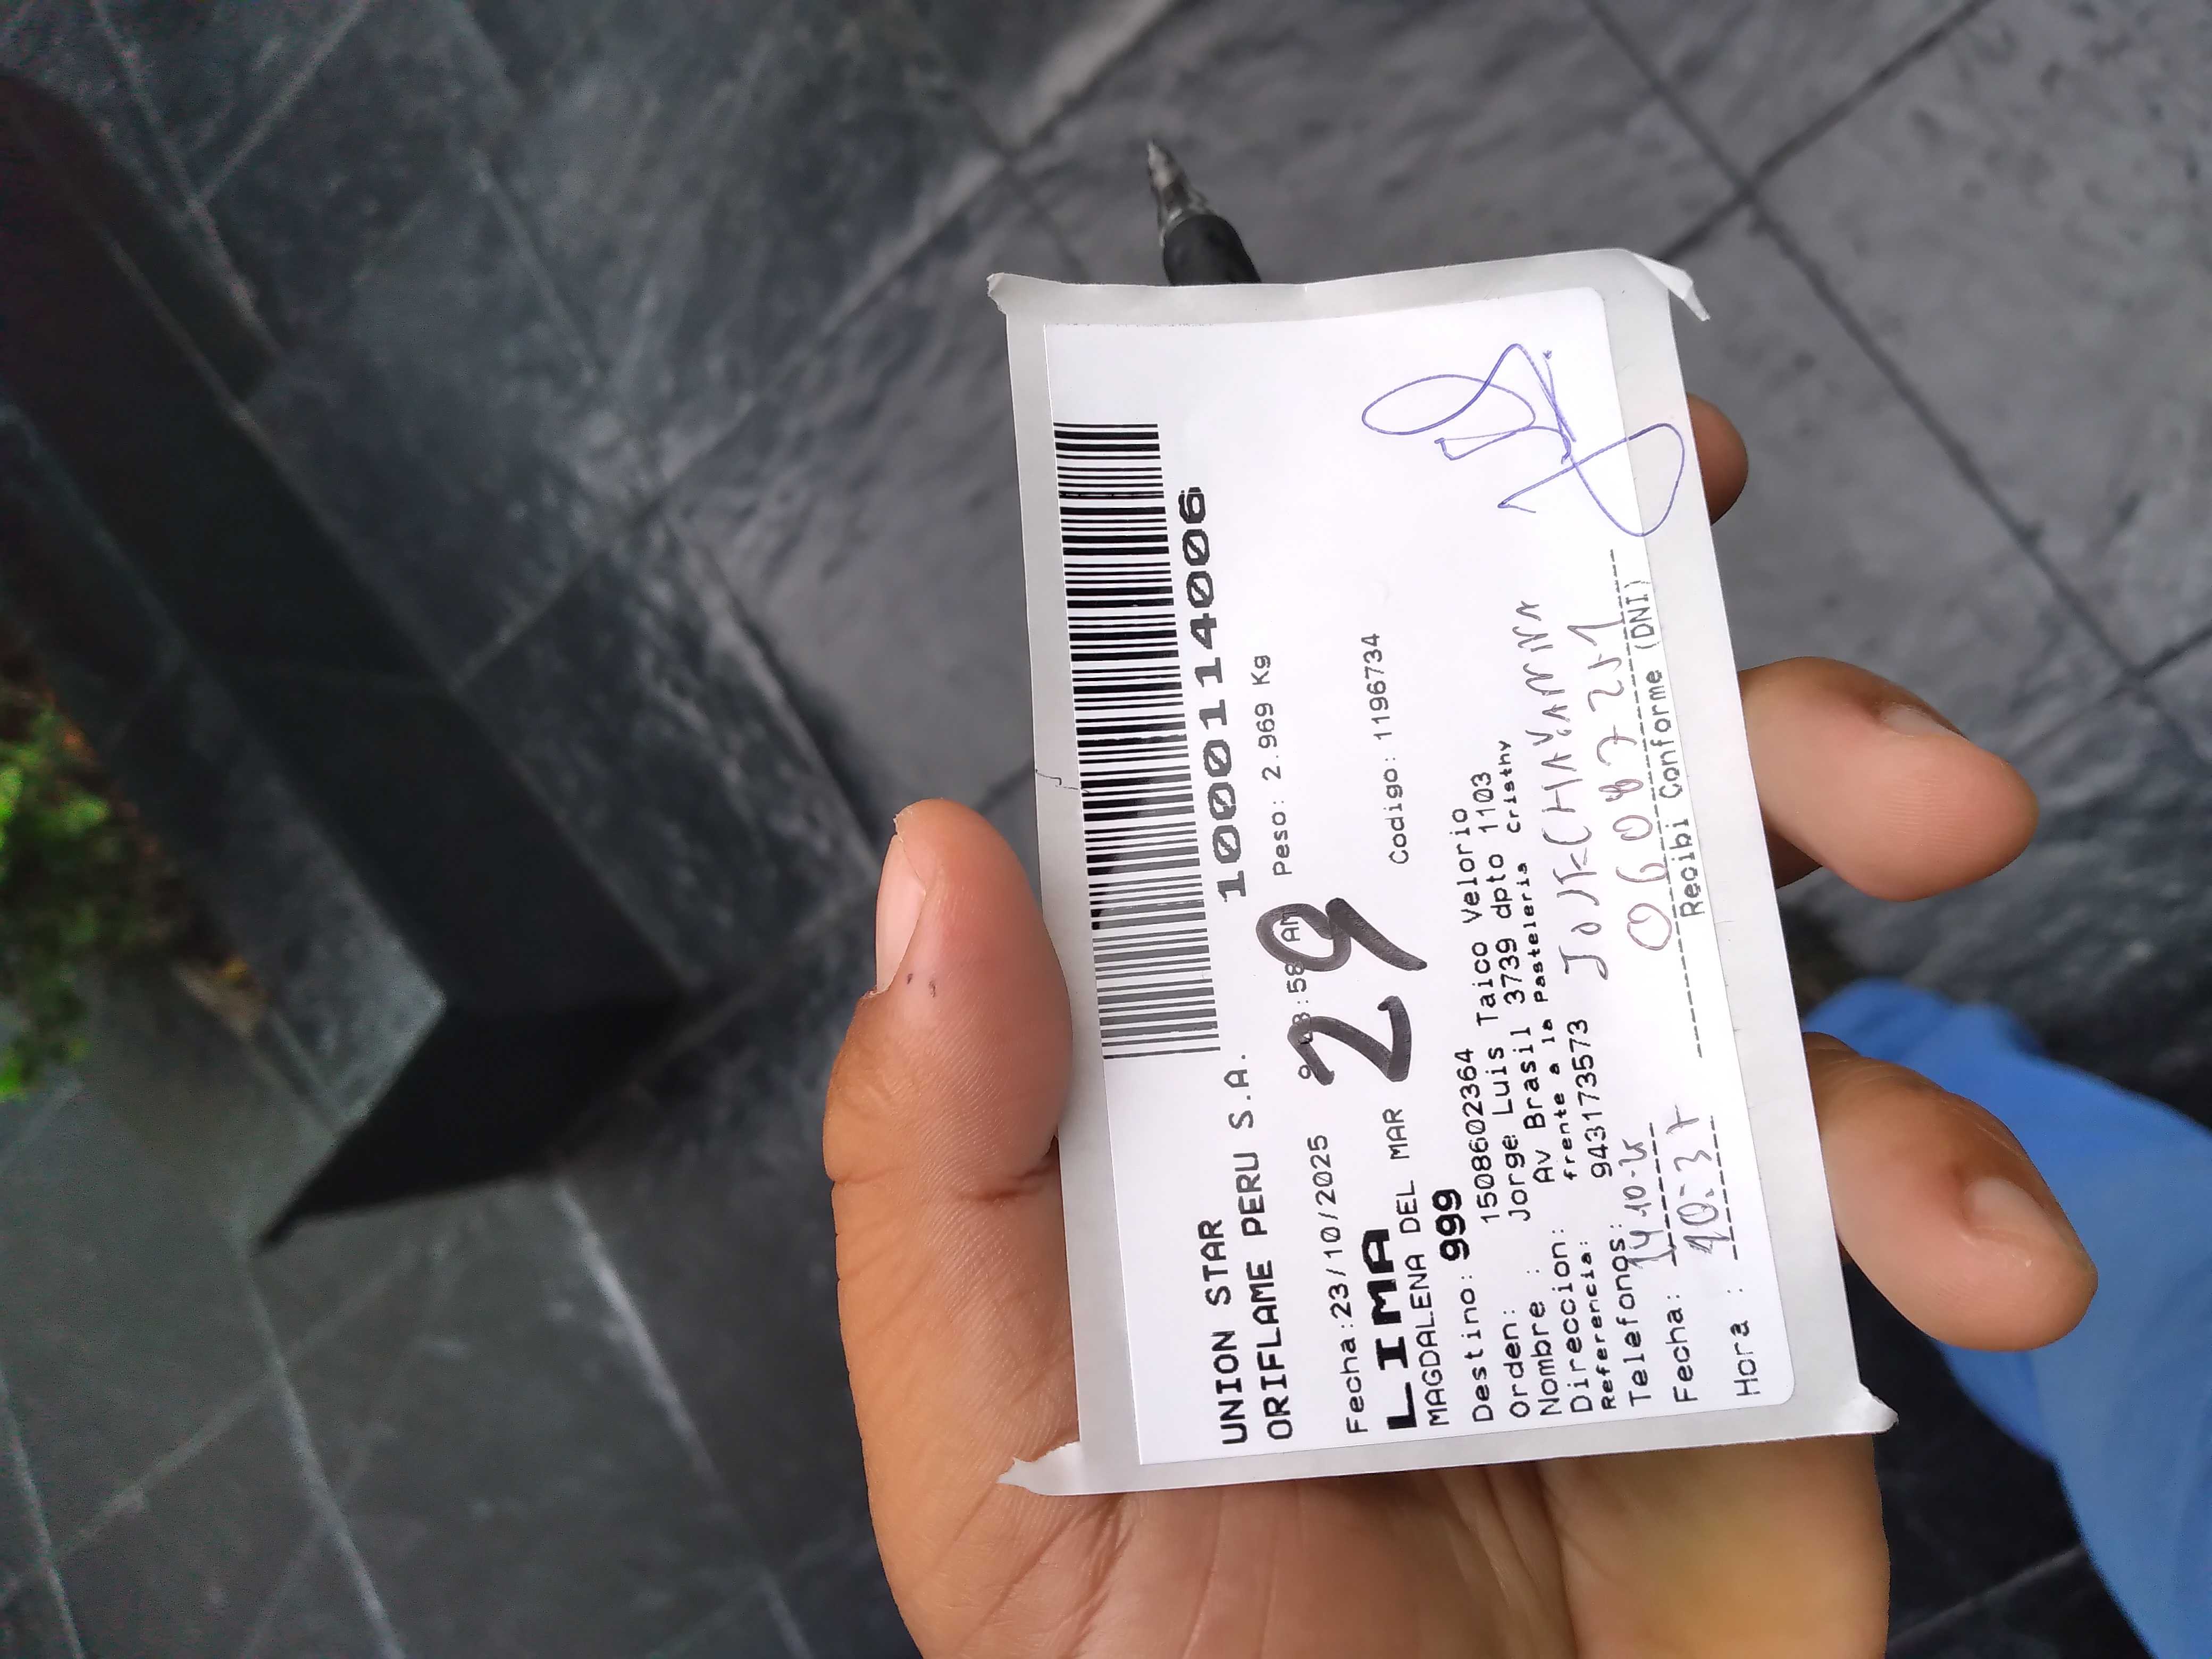 10001114006
UNION STAR
ORIFLAME PERU S.A.
Fecha:23/10/2025 Peso: 2.969 Kg
29
LIMA
MAGDALENA DEL MAR Codigo: 1196734
Destino: 999
Orden: 1508602364
Nombre : Jorge Luis Taico Velorio
Direccion: Av Brasil 3739 dpto 1103
Referencia: frente a la Pasteleria Cristhy
Telefonos: 943173573
Fecha:
Hora :
Recibi Conforme (DNI)